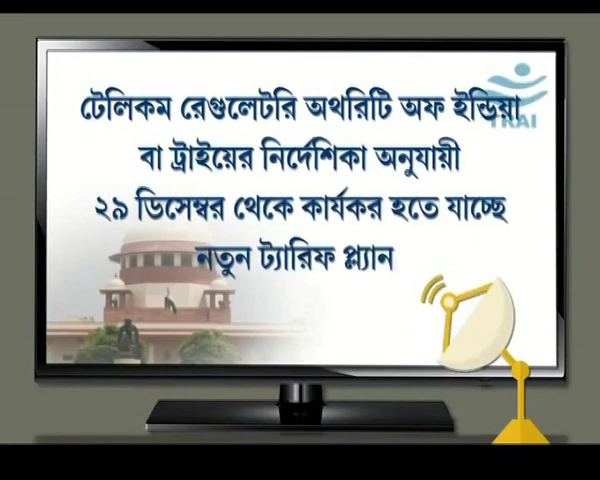 টেলিকম রেগুলেটরি অথরিটি অফ ইন্ডিয়া
বা ট্রাইয়ের নির্দেশিকা অনুযায়ী
২৯ ডিসেম্বর থেকে কার্যকর হতে যাচ্ছে
নতুন ট্যারিফ প্ল্যান
TRAI